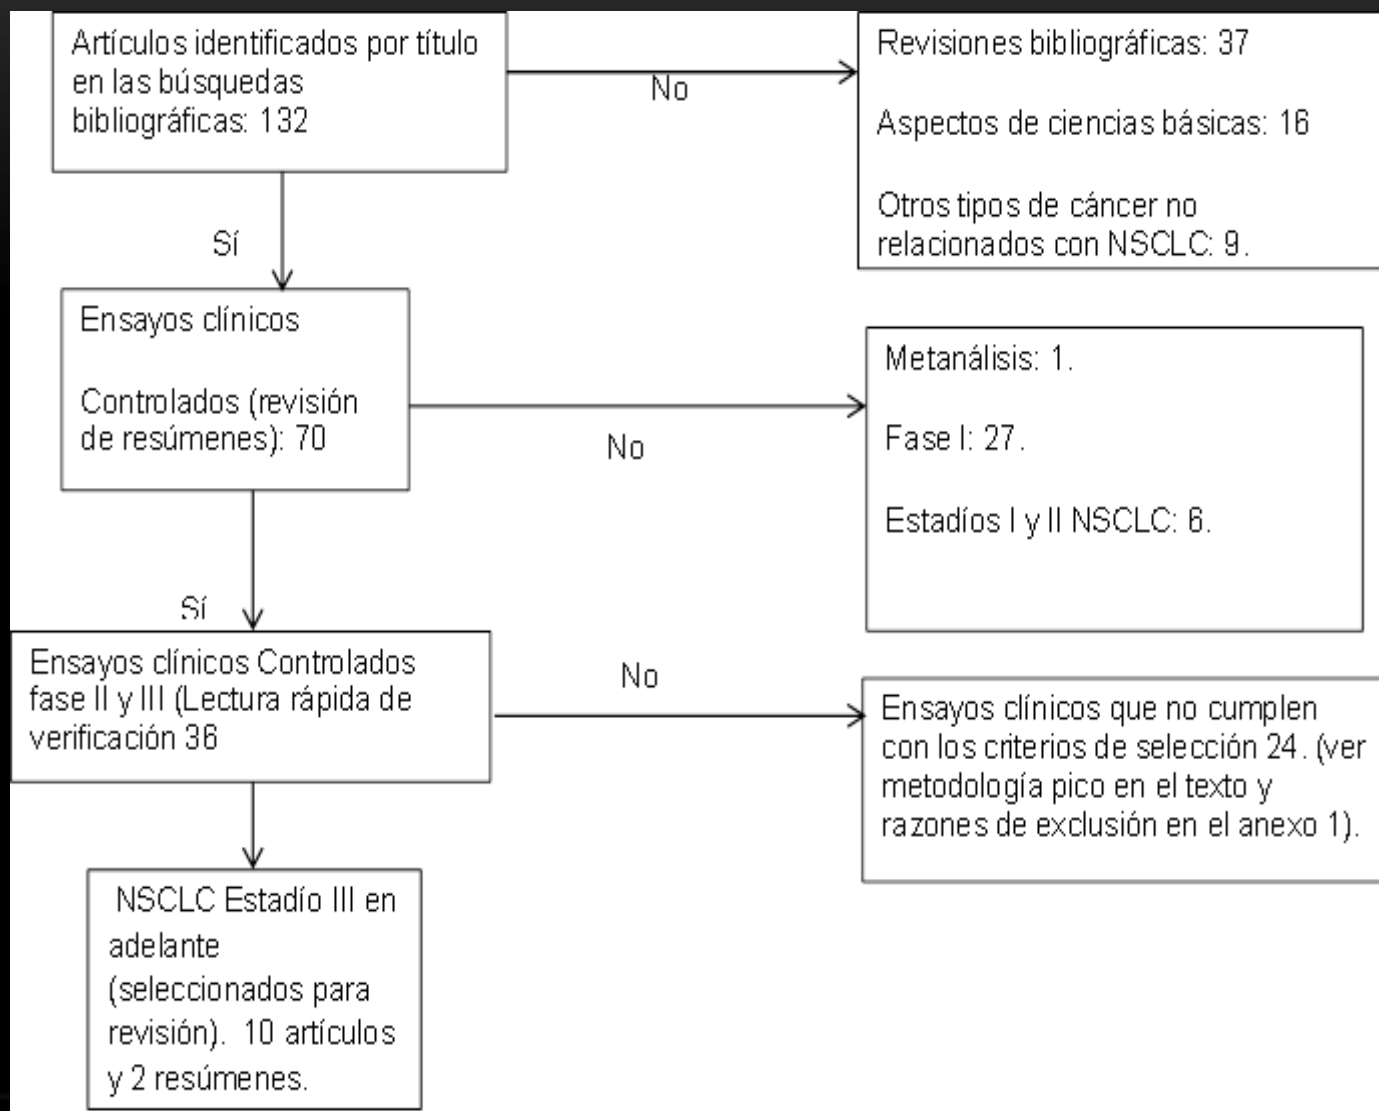 Artículos identificados por título
en las búsquedas
bibliográficas: 132
No
Revisiones bibliográficas: 37
Aspectos de ciencias básicas: 16
Otros tipos de cáncer no
relacionados con NSCLC: 9.
Sí
Ensayos clínicos
Controlados (revisión
de resúmenes): 70
No
Metanálisis: 1.
Fase I: 27.
Estadíos I y II NSCLC: 6.
Sí
Ensayos clínicos Controlados
fase II y III (Lectura rápida de
verificación 36
No
Ensayos clínicos que no cumplen
con los criterios de selección 24. (ver
metodología pico en el texto y
razones de exclusión en el anexo 1).
NSCLC Estadío III en
adelante
(seleccionados para
revisión). 10 artículos
y 2 resúmenes.